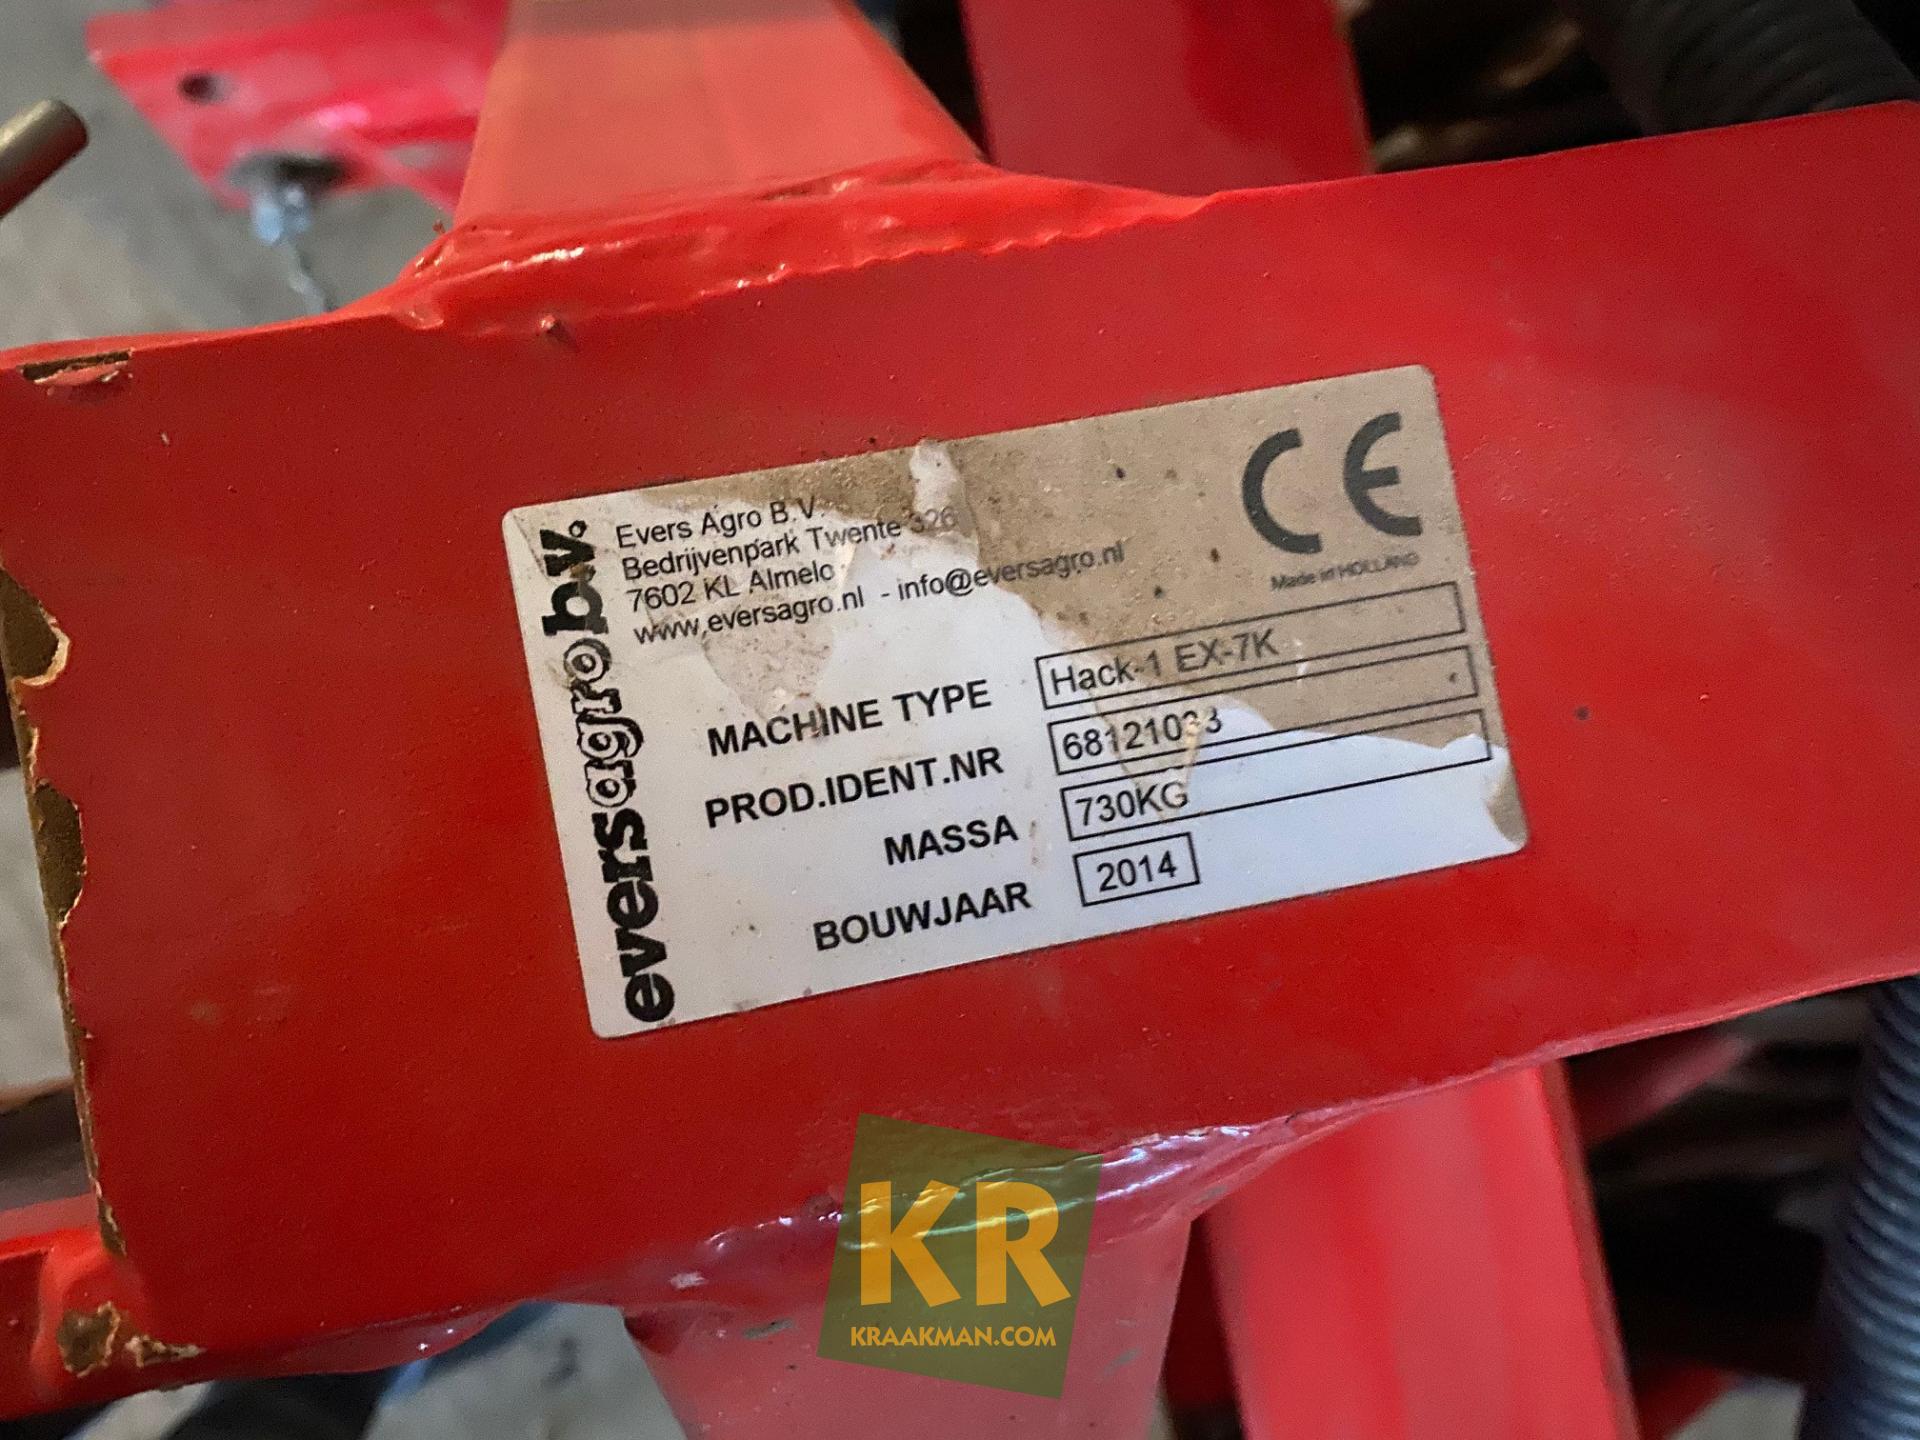 eversagro b.v.
Evers Agro B.V.
Bedrijvenpark Twente 326
7602 KL Almelo
www.eversagro.nl - info@eversagro.nl
CE
Made in HOLLAND
MACHINE TYPE Hack-1 EX-7K
PROD.IDENT.NR
MASSA 730KG
BOUWJAAR 2014
KR
KRAAKMAN.COM